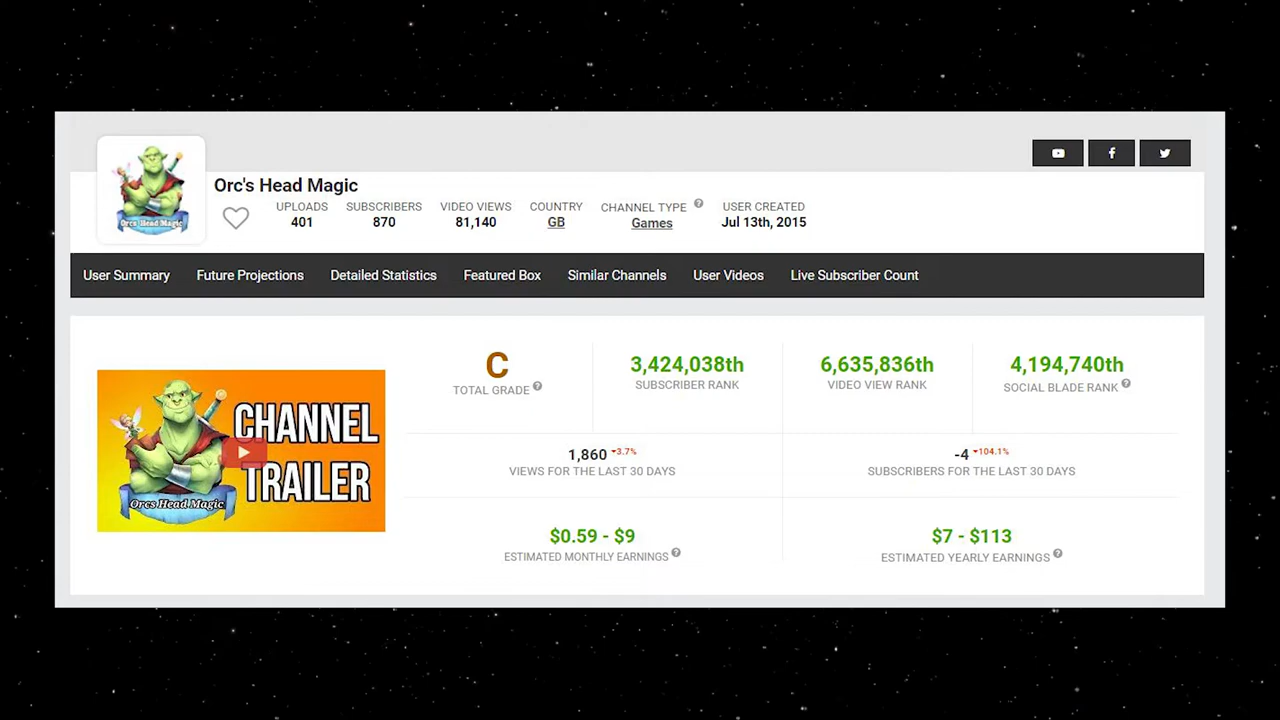 Orc's Head Magic
Orc's Head Magic
UPLOADS SUBSCRIBERS VIDEO VIEWS COUNTRY CHANNEL TYPE ? USER CREATED
401 870 81,140 GB Games Jul 13th, 2015
User Summary Future Projections Detailed Statistics Featured Box Similar Channels User Videos Live Subscriber Count
CHANNEL
TRAILER
Orcs Head Magic
C 3,424,038th 6,635,836th 4,194,740th
TOTAL GRADE ? SUBSCRIBER RANK VIDEO VIEW RANK SOCIAL BLADE RANK ?
1,860 3.7% -4 104.1%
VIEWS FOR THE LAST 30 DAYS SUBSCRIBERS FOR THE LAST 30 DAYS
$0.59 - $9 $7 - $113
ESTIMATED MONTHLY EARNINGS ? ESTIMATED YEARLY EARNINGS ?